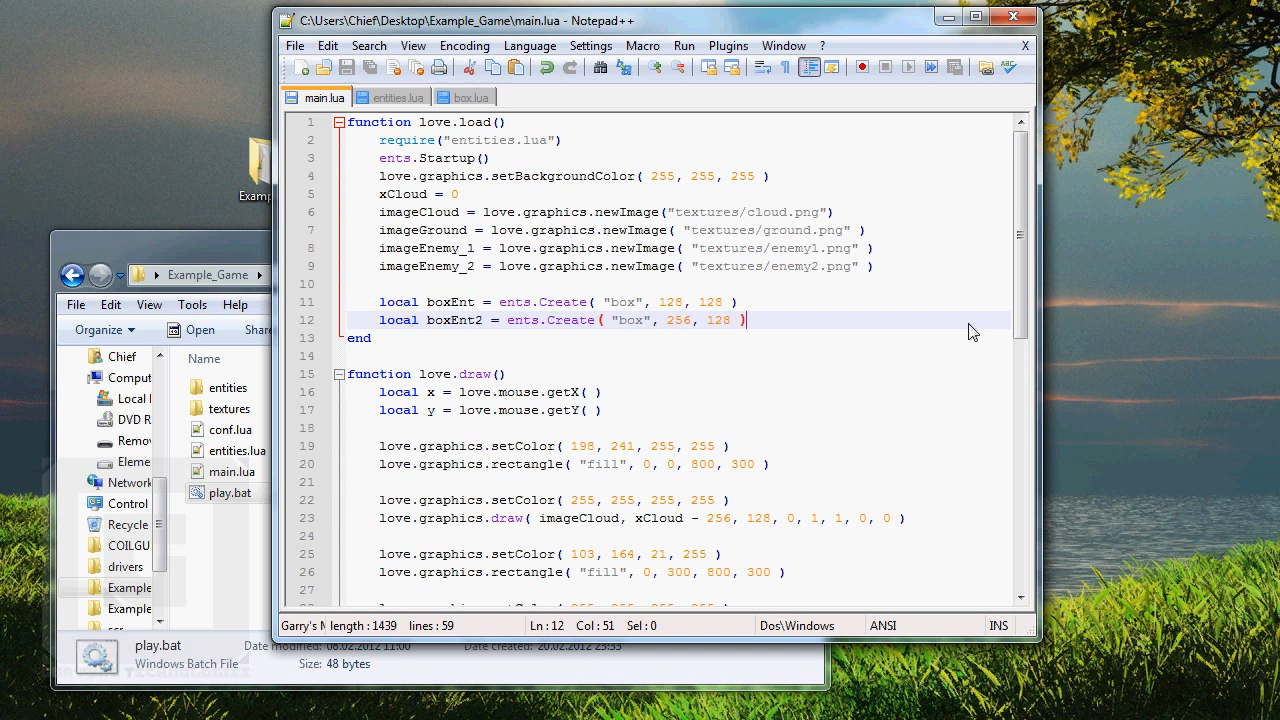 C:\Users\Chief\Desktop\Example_Game\main.lua - Notepad++
File Edit Search View Encoding Language Settings Macro Run Plugins Window ? X
main.lua entities.lua box.lua
1 function love.load()
2 require("entities.lua")
3 ents.Startup()
4 love.graphics.setBackgroundColor( 255, 255, 255 )
5 xCloud = 0
6 imageCloud = love.graphics.newImage("textures/cloud.png")
7 imageGround = love.graphics.newImage( "textures/ground.png" )
8 imageEnemy_1 = love.graphics.newImage( "textures/enemy1.png" )
9 imageEnemy_2 = love.graphics.newImage( "textures/enemy2.png" )
10
11 local boxEnt = ents.Create( "box", 128, 128 )
12 local boxEnt2 = ents.Create( "box", 256, 128 )
13 end
14
15 function love.draw()
16 local x = love.mouse.getX( )
17 local y = love.mouse.getY( )
18
19 love.graphics.setColor( 198, 241, 255, 255 )
20 love.graphics.rectangle( "fill", 0, 0, 800, 300 )
21
22 love.graphics.setColor( 255, 255, 255, 255 )
23 love.graphics.draw( imageCloud, xCloud - 256, 128, 0, 1, 1, 0, 0 )
24
25 love.graphics.setColor( 103, 164, 21, 255 )
26 love.graphics.rectangle( "fill", 0, 300, 800, 300 )
27
Garry's M length : 1439 lines : 59 Ln : 12 Col : 51 Sel : 0 Dos\Windows ANSI INS
Examp
Example_Game
File Edit View Tools Help
Organize Open Share
Name
Chief
Comput
Local
DVD R
Remov
Eleme
Network
Control
Recycle
COILGU
drivers
Example
Example
entities
textures
conf.lua
entities.lua
main.lua
play.bat
play.bat Date modified: 08.02.2012 11:00 Date created: 20.02.2012 23:53
Windows Batch File Size: 48 bytes